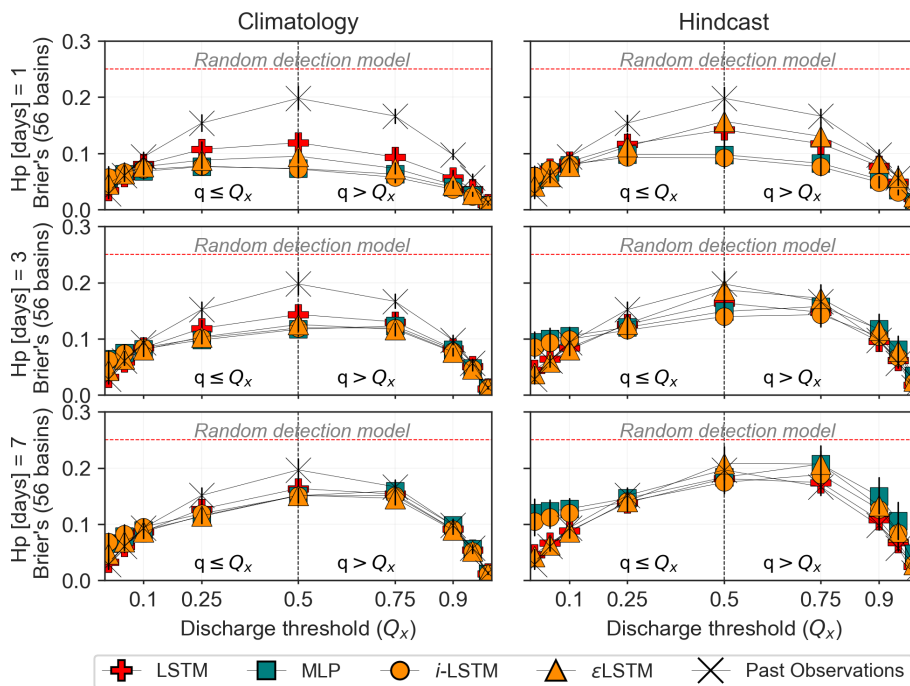 Climatology
Hindcast
Hp [days] = 1
Brier's (56 basins)
0.3
0.2
0.1
0.0
Random detection model
q ≤ Qₓ
q > Qₓ
Random detection model
q ≤ Qₓ
q > Qₓ
Hp [days] = 3
Brier's (56 basins)
0.3
0.2
0.1
0.0
Random detection model
q ≤ Qₓ
q > Qₓ
Random detection model
q ≤ Qₓ
q > Qₓ
Hp [days] = 7
Brier's (56 basins)
0.3
0.2
0.1
0.0
Random detection model
q ≤ Qₓ
q > Qₓ
Random detection model
q ≤ Qₓ
q > Qₓ
0.1 0.25 0.5 0.75 0.9
0.1 0.25 0.5 0.75 0.9
Discharge threshold (Qₓ)
Discharge threshold (Qₓ)
LSTM MLP i-LSTM εLSTM Past Observations